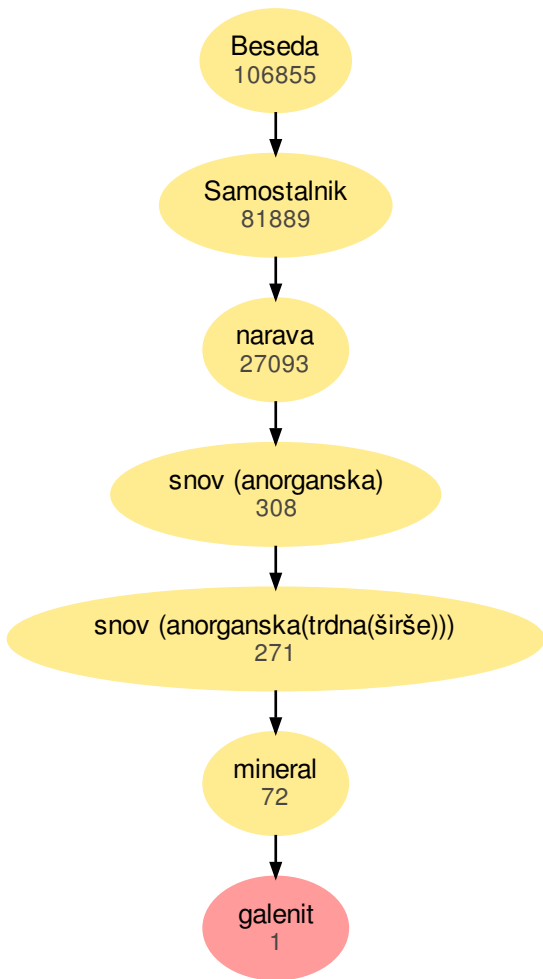 Beseda
106855
Samostalnik
81889
narava
27093
snov (anorganska)
308
snov (anorganska(trdna(širše)))
271
mineral
72
galenit
1